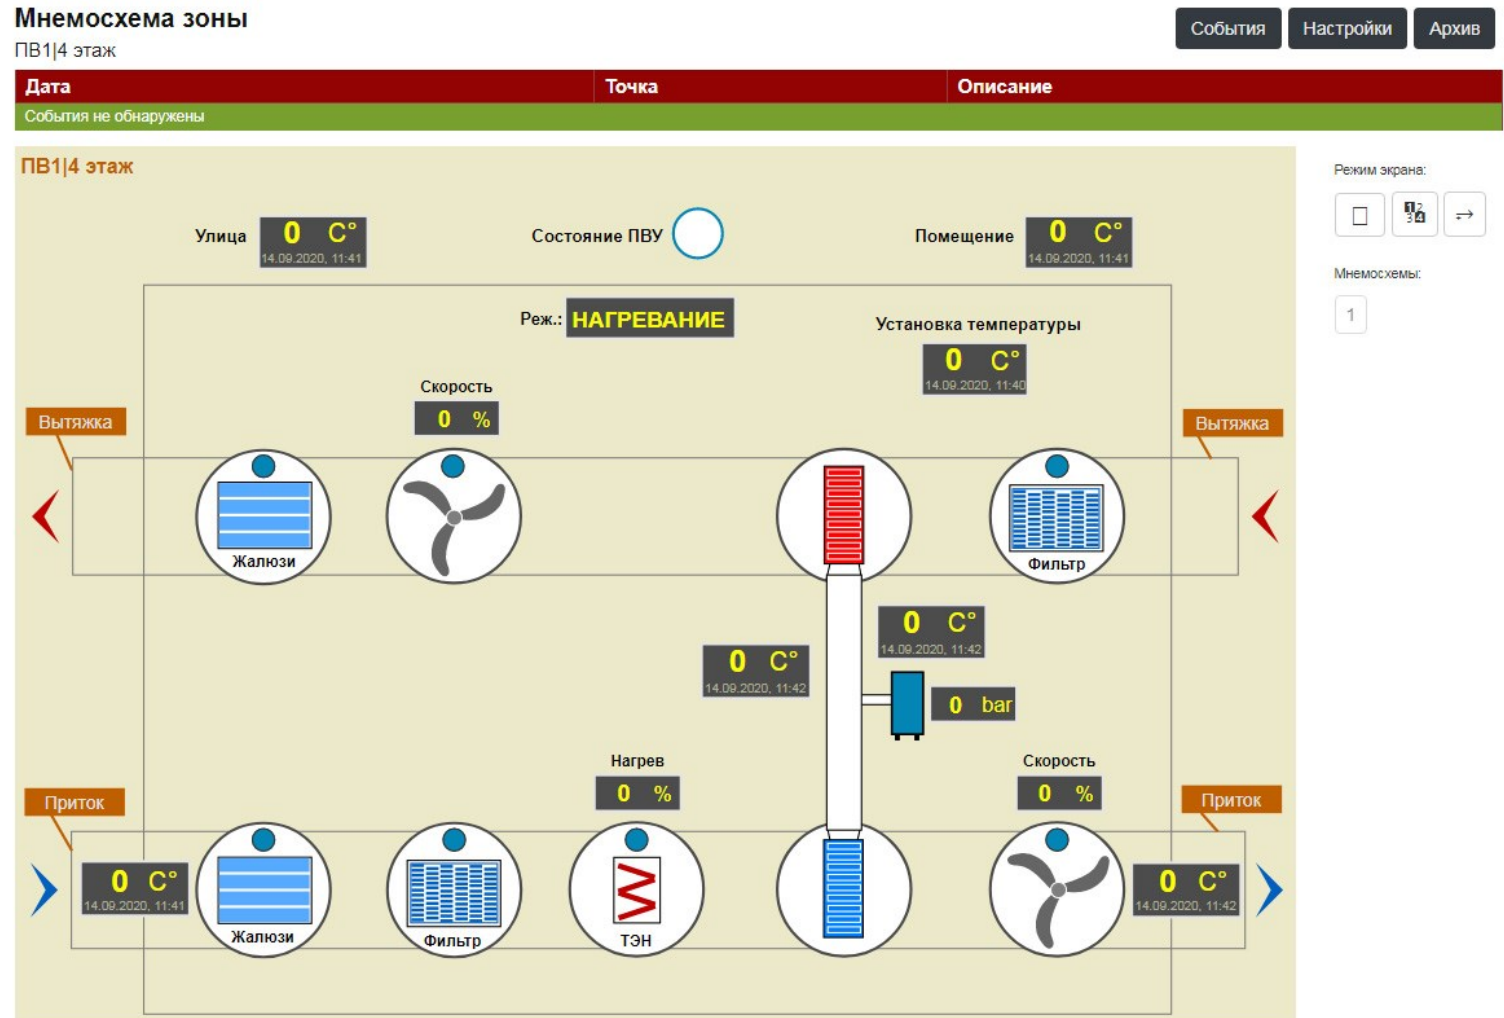 Мнемосхема зоны
События Настройки Архив
ПВ1|4 этаж
Дата Точка Описание
События не обнаружены
ПВ1|4 этаж
Режим экрана:
1 2
3 4
Улица 0 C°
14.09.2020, 11:41
Состояние ПВУ
Помещение 0 C°
14.09.2020, 11:41
Мнемосхемы:
1
Реж.: НАГРЕВАНИЕ
Установка температуры
0 C°
14.09.2020, 11:40
Скорость
0 %
Вытяжка
Вытяжка
Жалюзи
Фильтр
0 C°
14.09.2020, 11:42
0 C°
14.09.2020, 11:42
0 bar
Нагрев
0 %
Скорость
0 %
Приток
Приток
0 C°
14.09.2020, 11:41
0 C°
14.09.2020, 11:42
Жалюзи
Фильтр
ТЭН